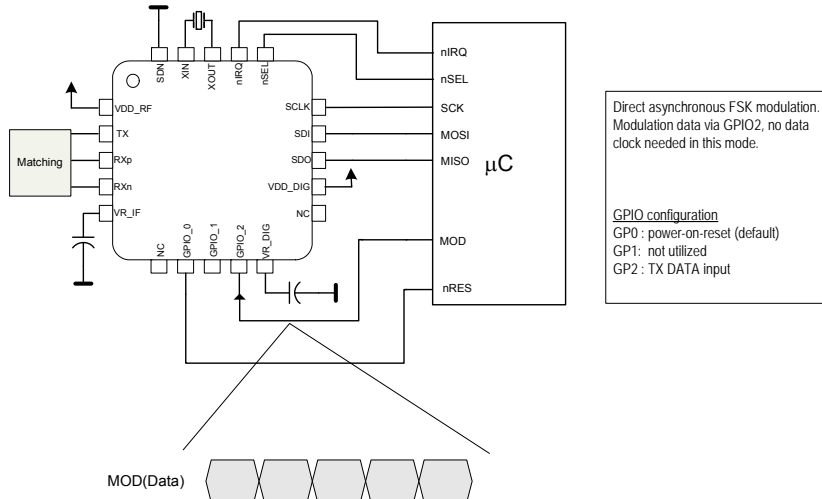 SDN
XIN
XOUT
nIRQ
nSEL
VDD_RF
TX
RXp
RXn
VR_IF
Matching
SCLK
SDI
SDO
VDD_DIG
NC
NC
GPIO_0
GPIO_1
GPIO_2
VR_DIG
nIRQ
nSEL
SCK
MOSI
MISO
µC
MOD
nRES
Direct asynchronous FSK modulation.
Modulation data via GPIO2, no data
clock needed in this mode.
GPIO configuration
GP0 : power-on-reset (default)
GP1: not utilized
GP2 : TX DATA input
MOD(Data)